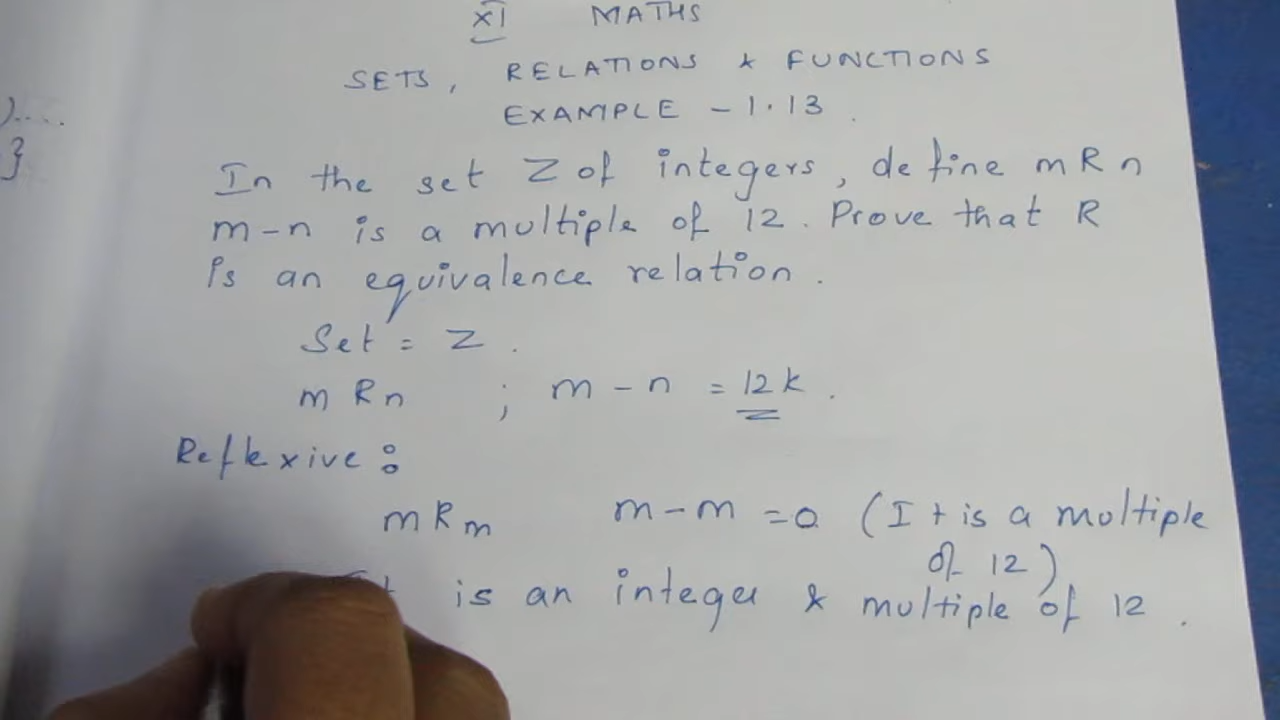 XI MATHS
SETS, RELATIONS & FUNCTIONS
EXAMPLE - 1.13.
In the set Z of integers, define mRn
m-n is a multiple of 12. Prove that R
is an equivalence relation.
Set = Z.
mRn ; m-n = 12k.
Reflexive:
mRm m-m=0. (It is a multiple
of 12)
is an integer & multiple of 12.
)....
}